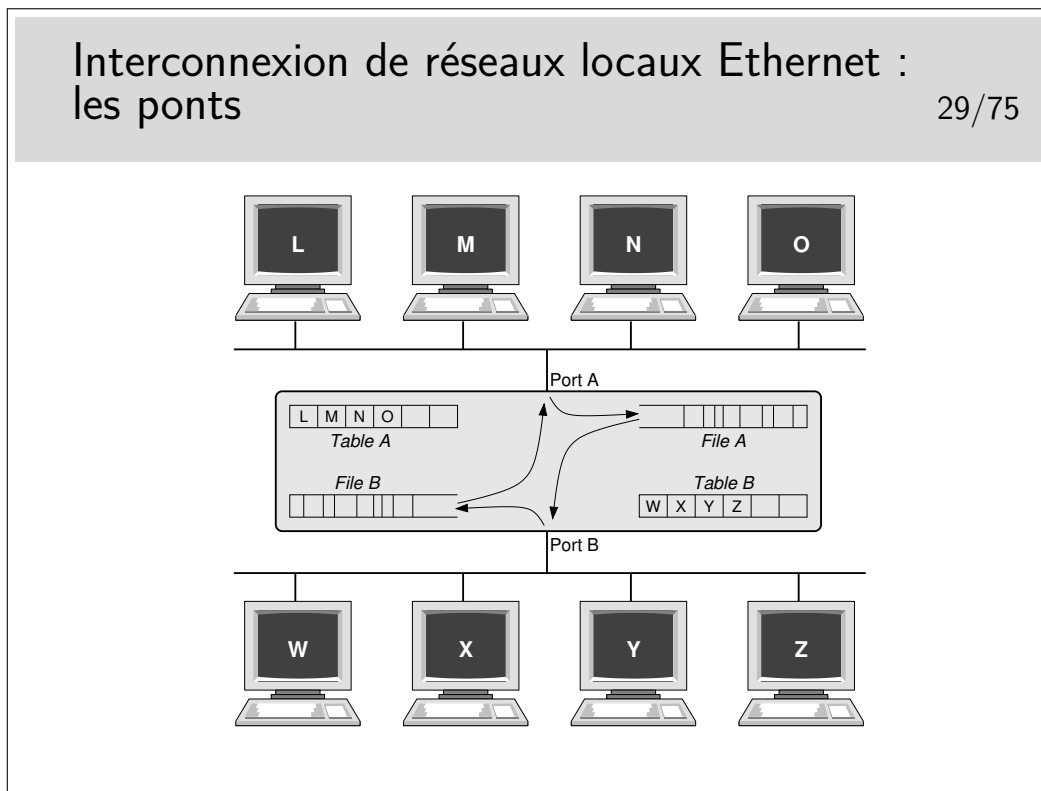 Interconnexion de réseaux locaux Ethernet :
les ponts 29/75
L M N O
Port A
L M N O
Table A File A
File B Table B
W X Y Z
Port B
W X Y Z